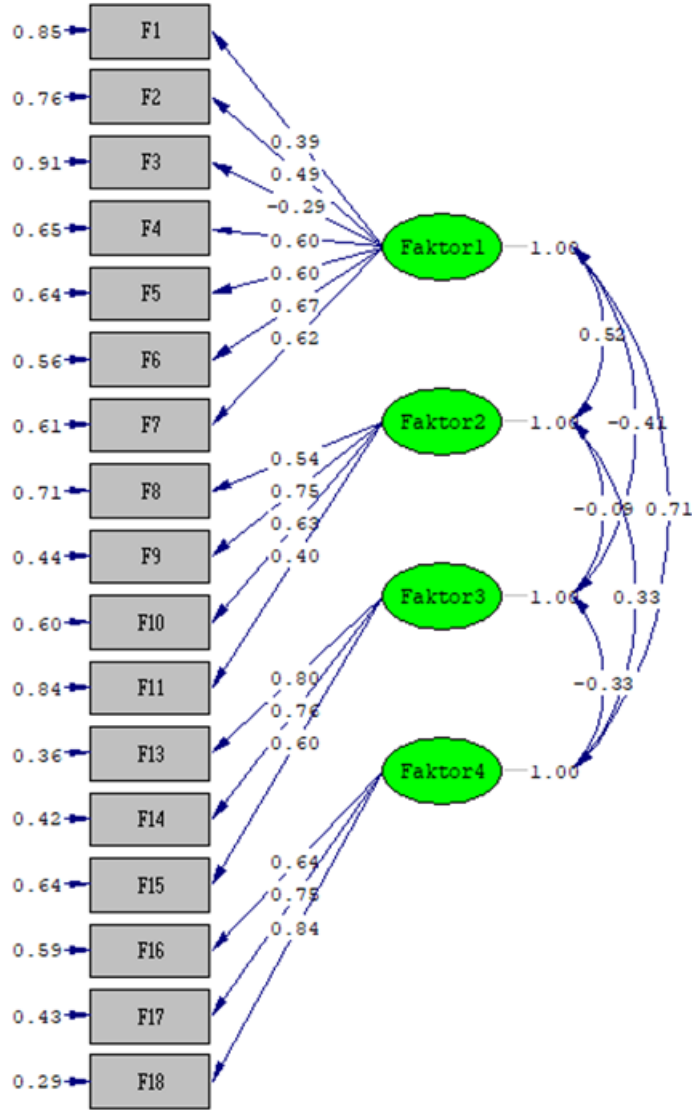 0.85 F1
0.76 F2
0.91 F3
0.65 F4
0.64 F5
0.56 F6
0.61 F7
0.71 F8
0.44 F9
0.60 F10
0.84 F11
0.36 F13
0.42 F14
0.64 F15
0.59 F16
0.43 F17
0.29 F18
0.39
0.49
-0.29
0.60
0.60
0.67
0.62
0.54
0.75
0.63
0.40
0.80
0.76
0.60
0.64
0.75
0.84
Faktor1 1.00
Faktor2 1.00
Faktor3 1.00
Faktor4 1.00
0.52
-0.41
-0.09 0.71
0.33
-0.33